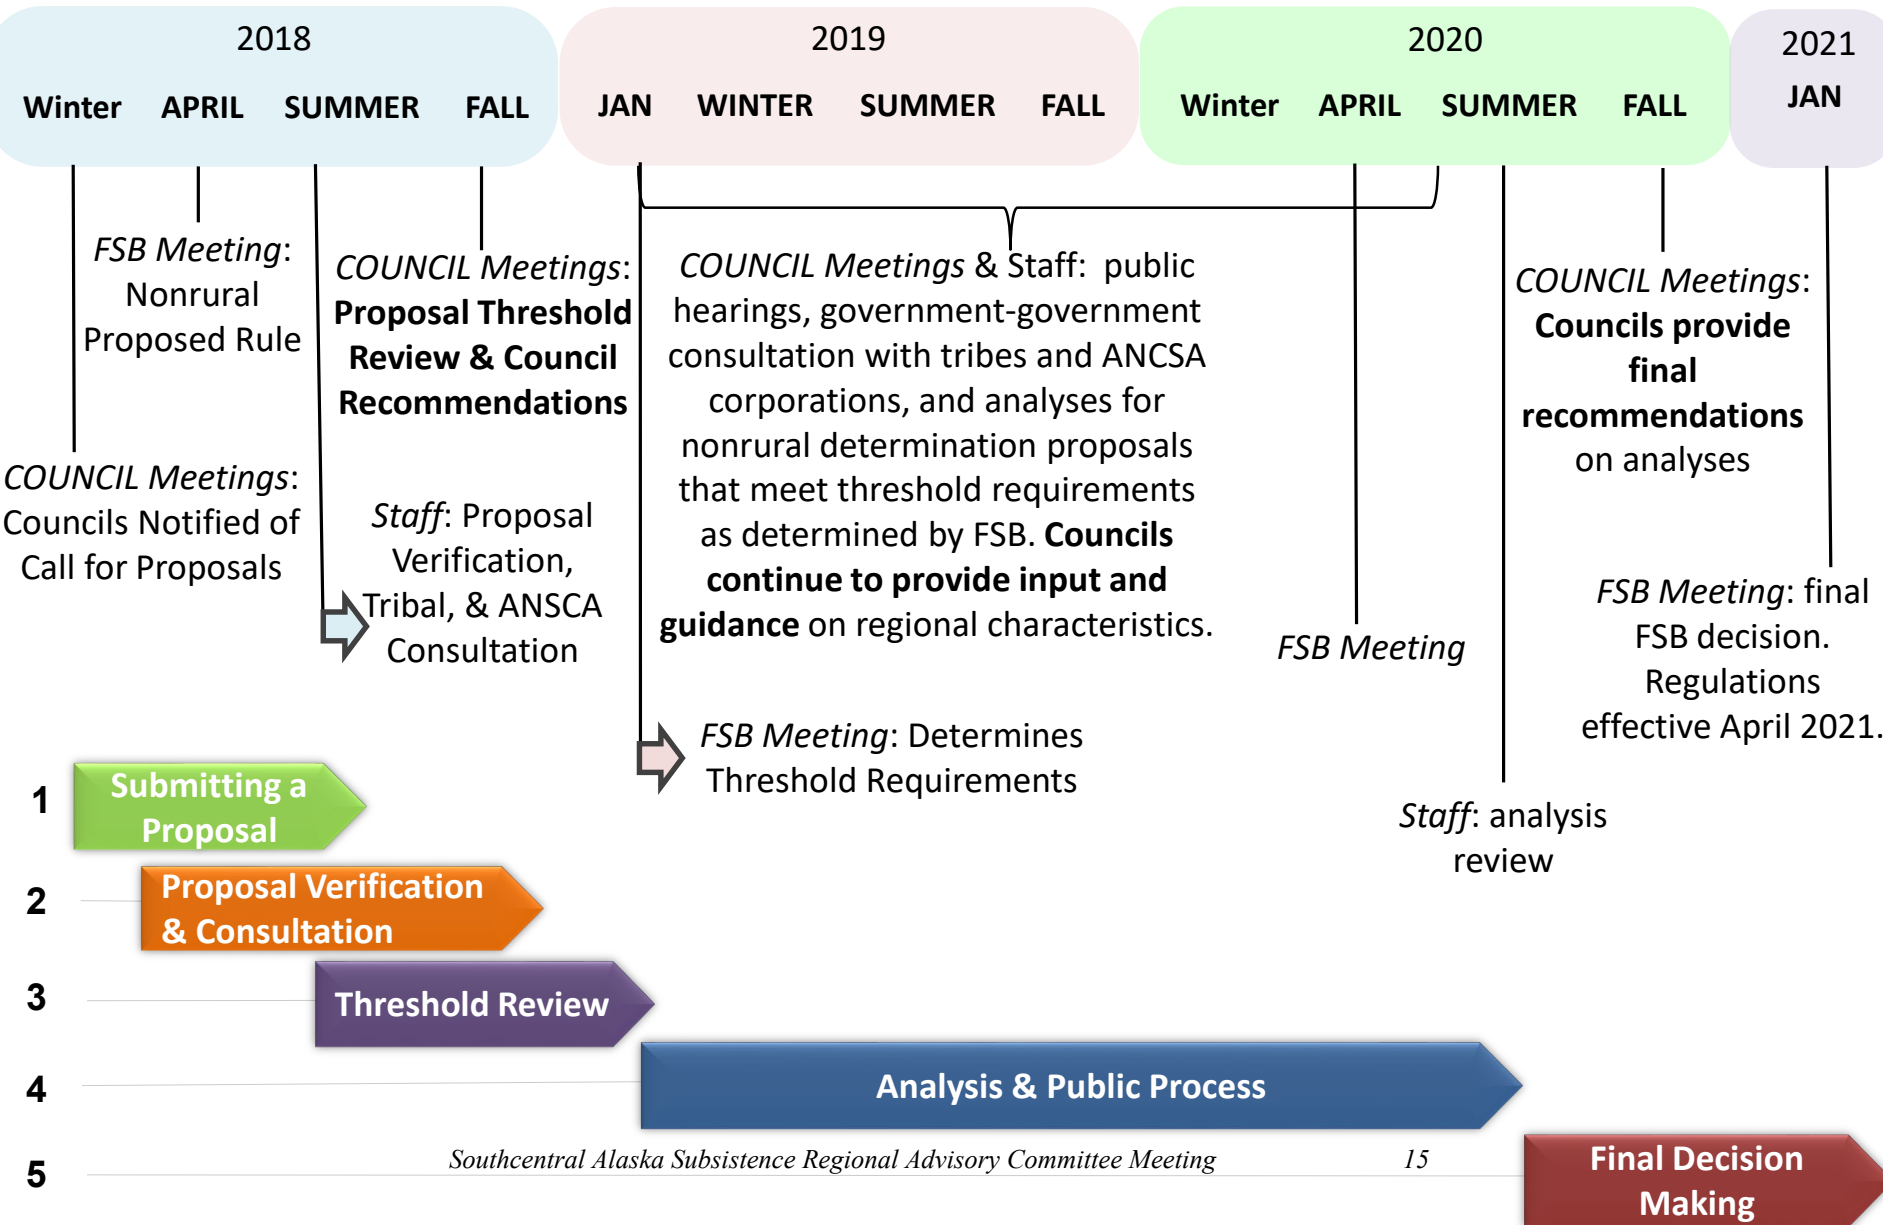 2018
Winter APRIL SUMMER FALL
2019
JAN WINTER SUMMER FALL
2020
Winter APRIL SUMMER FALL
2021
JAN
FSB Meeting:
Nonrural
Proposed Rule
COUNCIL Meetings:
Councils Notified of
Call for Proposals
COUNCIL Meetings:
Proposal Threshold
Review & Council
Recommendations
Staff: Proposal
Verification,
Tribal, & ANSCA
Consultation
COUNCIL Meetings & Staff: public
hearings, government-government
consultation with tribes and ANCSA
corporations, and analyses for
nonrural determination proposals
that meet threshold requirements
as determined by FSB. Councils
continue to provide input and
guidance on regional characteristics.
FSB Meeting: Determines
Threshold Requirements
FSB Meeting
Staff: analysis
review
COUNCIL Meetings:
Councils provide
final
recommendations
on analyses
FSB Meeting: final
FSB decision.
Regulations
effective April 2021.
1
Submitting a
Proposal
2
Proposal Verification
& Consultation
3
Threshold Review
4
Analysis & Public Process
5
Southcentral Alaska Subsistence Regional Advisory Committee Meeting 15
Final Decision
Making